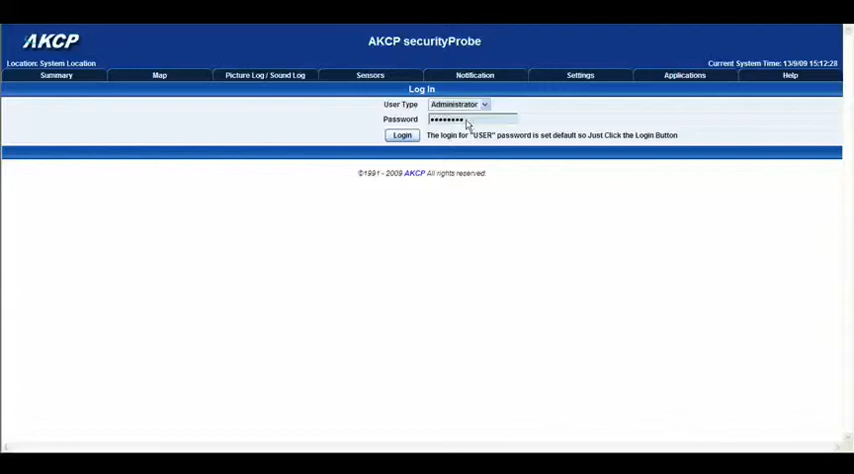 AKCP
AKCP securityProbe
Location: System Location
Current System Time: 13/9/09 15:12:28
Summary
Map
Picture Log / Sound Log
Sensors
Notification
Settings
Applications
Help
Log In
User Type
Administrator
Password
••••••••
Login
The login for "USER" password is set default so Just Click the Login Button
©1991 - 2009 AKCP All rights reserved.